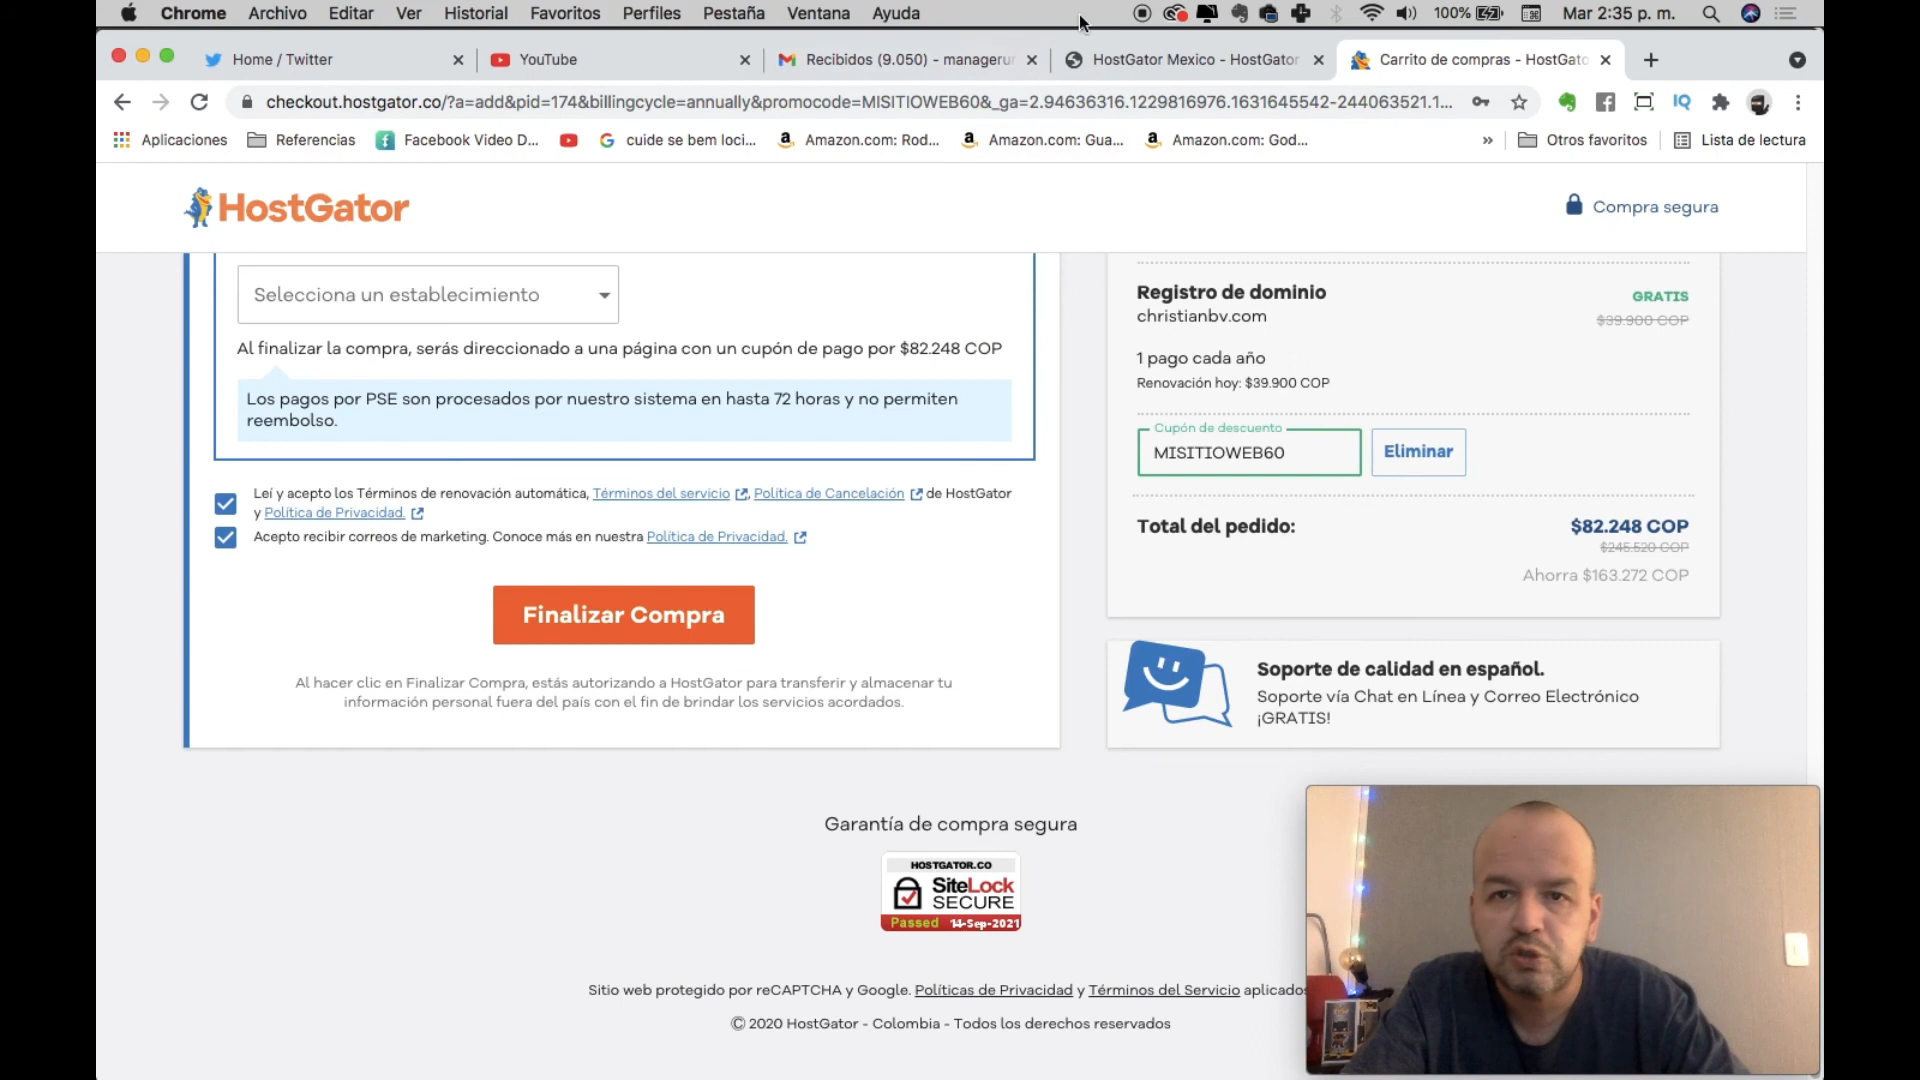 Chrome Archivo Editar Ver Historial Favoritos Perfiles Pestaña Ventana Ayuda 100% Mar 2:35 p. m.
Home / Twitter YouTube Recibidos (9.050) - managerur HostGator Mexico - HostGator Carrito de compras - HostGato
checkout.hostgator.co/?a=add&pid=174&billingcycle=annually&promocode=MISITIOWEB60&_ga=2.94636316.1229816976.1631645542-244063521.1...
Aplicaciones Referencias Facebook Video D... cuide se bem loci... Amazon.com: Rod... Amazon.com: Gua... Amazon.com: God... » Otros favoritos Lista de lectura
HostGator
Compra segura
Selecciona un establecimiento
Al finalizar la compra, serás direccionado a una página con un cupón de pago por $82.248 COP
Los pagos por PSE son procesados por nuestro sistema en hasta 72 horas y no permiten
reembolso.
Leí y acepto los Términos de renovación automática, Términos del servicio, Política de Cancelación de HostGator
y Política de Privacidad.
Acepto recibir correos de marketing. Conoce más en nuestra Política de Privacidad.
Finalizar Compra
Al hacer clic en Finalizar Compra, estás autorizando a HostGator para transferir y almacenar tu
información personal fuera del país con el fin de brindar los servicios acordados.
Registro de dominio GRATIS
christianbv.com $39.900 COP
1 pago cada año
Renovación hoy: $39.900 COP
Cupón de descuento
MISITIOWEB60 Eliminar
Total del pedido: $82.248 COP
$245.520 COP
Ahorra $163.272 COP
Soporte de calidad en español.
Soporte vía Chat en Línea y Correo Electrónico
¡GRATIS!
Garantía de compra segura
HOSTGATOR.CO
SiteLock
SECURE
Passed 14-Sep-2021
Sitio web protegido por reCAPTCHA y Google. Políticas de Privacidad y Términos del Servicio aplicados
© 2020 HostGator - Colombia - Todos los derechos reservados